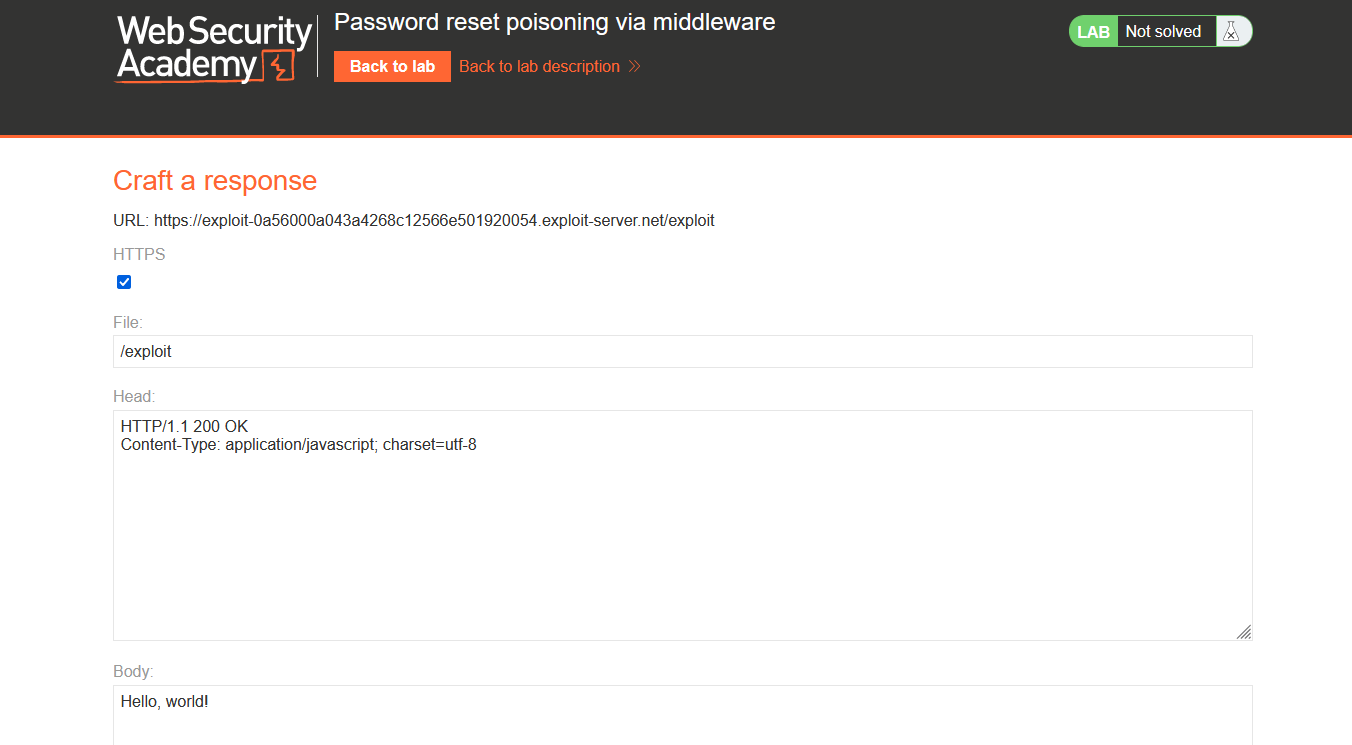 Web Security
Academy
Password reset poisoning via middleware
Back to lab
Back to lab description
LAB
Not solved
Craft a response
URL: https://exploit-0a56000a043a4268c12566e501920054.exploit-server.net/exploit
HTTPS
File:
/exploit
Head:
HTTP/1.1 200 OK
Content-Type: application/javascript; charset=utf-8
Body:
Hello, world!